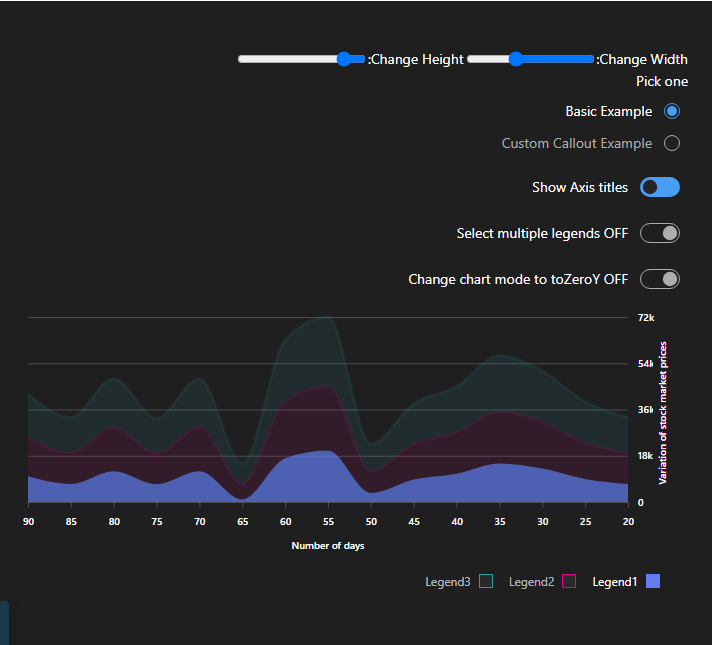 :Change Height :Change Width
Pick one
Basic Example
Custom Callout Example
Show Axis titles
Select multiple legends OFF
Change chart mode to toZeroY OFF
72k
54k
36k
18k
0
Variation of stock market prices
90 85 80 75 70 65 60 55 50 45 40 35 30 25 20
Number of days
Legend3 Legend2 Legend1